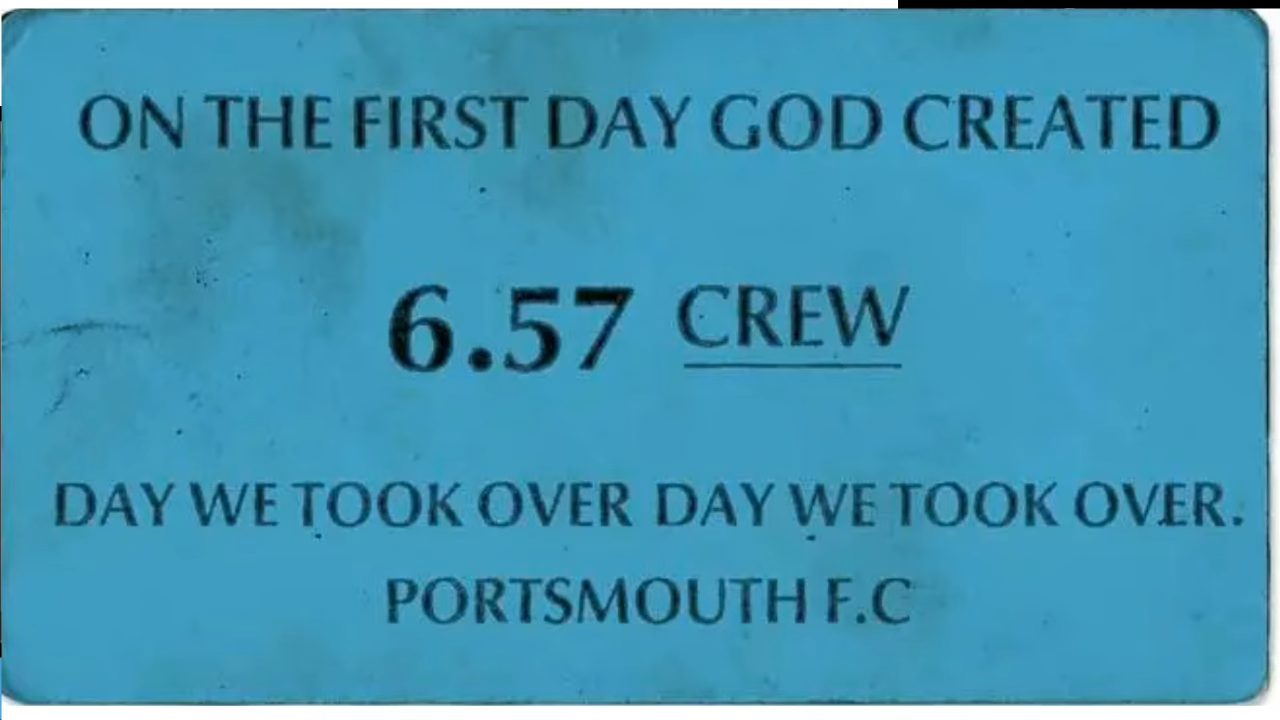 ON THE FIRST DAY GOD CREATED
6.57 CREW
DAY WE TOOK OVER DAY WE TOOK OVER.
PORTSMOUTH F.C